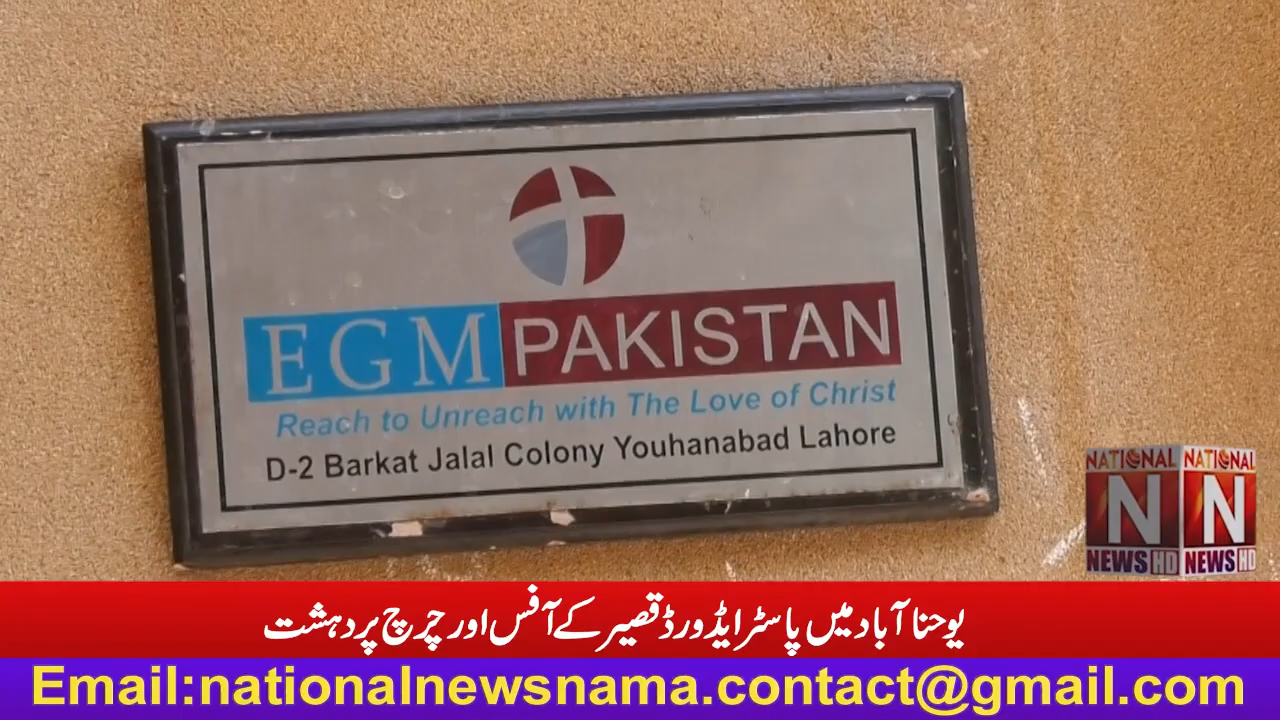 EGM PAKISTAN
Reach to Unreach with The Love of Christ
D-2 Barkat Jalal Colony Youhanabad Lahore
NATIONAL NATIONAL
N N
NEWS HD NEWS HD
یوحنا آباد میں پاسٹر ایڈورڈ قصیر کے آفس اور چرچ پر دہشت
Email:nationalnewsnama.contact@gmail.com